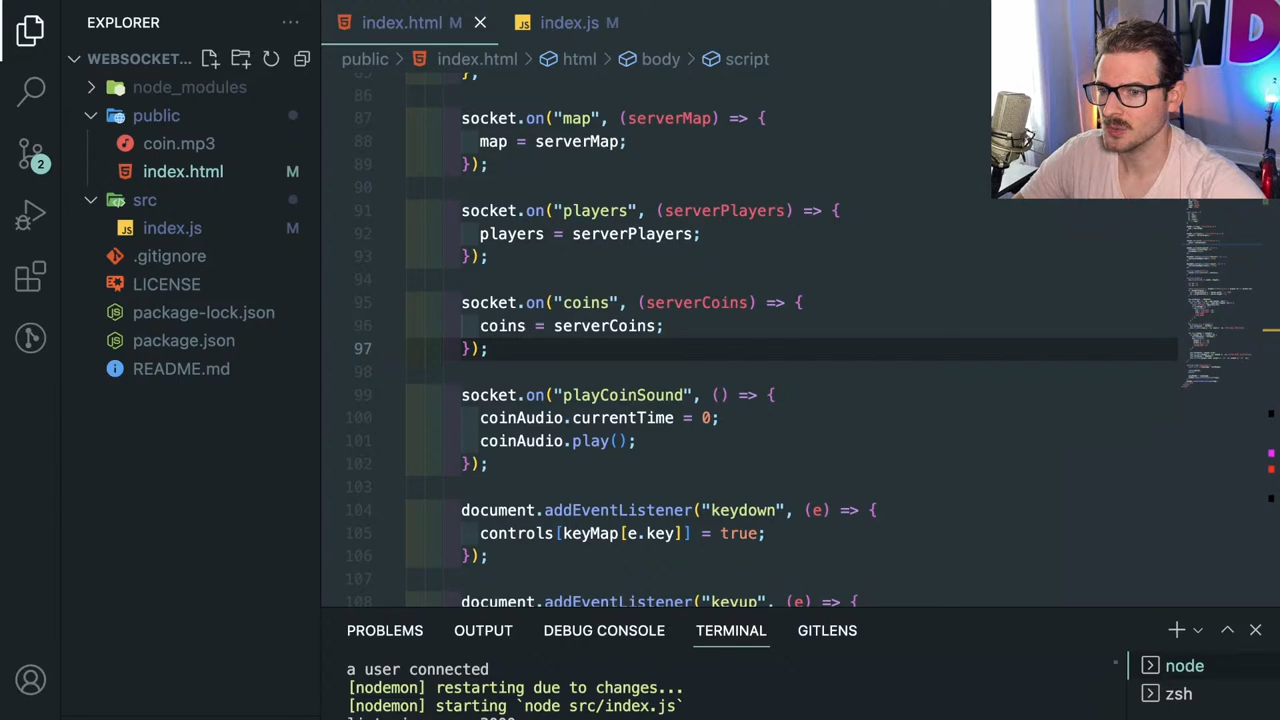 EXPLORER
WEBSOCKET...
node_modules
public
coin.mp3
index.html M
src
index.js M
.gitignore
LICENSE
package-lock.json
package.json
README.md
2
index.html M
index.js M
public > index.html > html > body > script
86
87 socket.on("map", (serverMap) => {
88 map = serverMap;
89 });
90
91 socket.on("players", (serverPlayers) => {
92 players = serverPlayers;
93 });
94
95 socket.on("coins", (serverCoins) => {
96 coins = serverCoins;
97 });
98
99 socket.on("playCoinSound", () => {
100 coinAudio.currentTime = 0;
101 coinAudio.play();
102 });
103
104 document.addEventListener("keydown", (e) => {
105 controls[keyMap[e.key]] = true;
106 });
107
108 document.addEventListener("keyup", (e) => {
PROBLEMS OUTPUT DEBUG CONSOLE TERMINAL GITLENS
a user connected
[nodemon] restarting due to changes...
[nodemon] starting `node src/index.js`
node
zsh